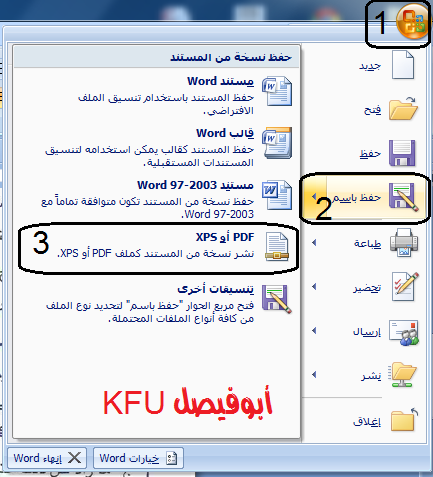 1
جديد
فتح
حفظ
حفظ باسم
2
طباعة
تحضير
إرسال
نشر
إغلاق
حفظ نسخة من المستند
مستند Word
حفظ المستند باستخدام تنسيق الملف
الافتراضي.
قالب Word
حفظ المستند كقالب يمكن استخدامه لتنسيق
المستندات المستقبلية.
مستند Word 97-2003
حفظ نسخة من المستند تكون متوافقة تماماً مع
Word 97-2003.
PDF أو XPS
نشر نسخة من المستند كملف PDF أو XPS.
3
تنسيقات أخرى
فتح مربع الحوار "حفظ باسم" لتحديد نوع الملف
من كافة أنواع الملفات المحتملة.
أبوفيصل KFU
خيارات Word
إنهاء Word